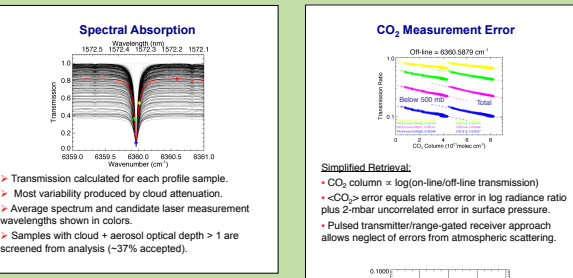 Spectral Absorption
Wavelength (nm)
1572.5 1572.4 1572.3 1572.2 1572.1
Transmission
1.0
0.8
0.6
0.4
0.2
0.0
6359.0 6359.5 6360.0 6360.5 6361.0
Wavenumber (cm⁻¹)
➢ Transmission calculated for each profile sample.
➢ Most variability produced by cloud attenuation.
➢ Average spectrum and candidate laser measurement
wavelengths shown in colors.
➢ Samples with cloud + aerosol optical depth > 1 are
screened from analysis (~37% accepted).
CO₂ Measurement Error
Off-line = 6360.5879 cm⁻¹
Transmission Ratio
1.0
0.1
Below 500 mb
Total
0 2 4 6 8
CO₂ Column (10²¹molec cm⁻²)
Simplified Retrieval:
• CO₂ column ∝ log(on-line/off-line transmission)
• <CO₂> error equals relative error in log radiance ratio
plus 2-mbar uncorrelated error in surface pressure.
• Pulsed transmitter/range-gated receiver approach
allows neglect of errors from atmospheric scattering.
0.1000